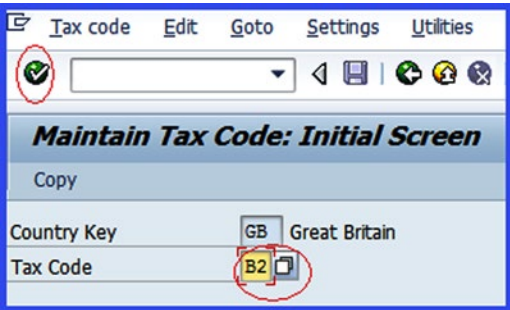 Tax code Edit Goto Settings Utilities
Maintain Tax Code: Initial Screen
Copy
Country Key GB Great Britain
Tax Code B2